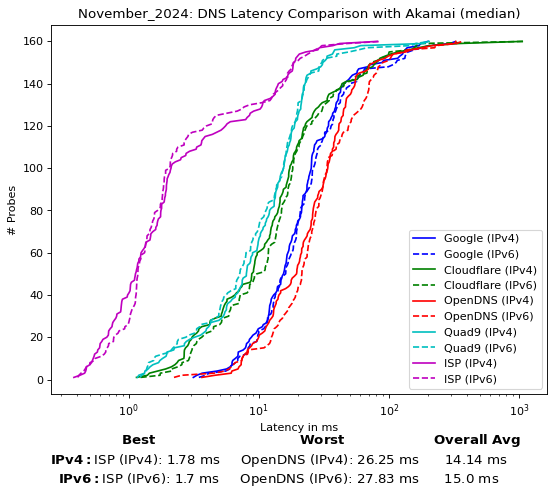 November_2024: DNS Latency Comparison with Akamai (median)
160
140
120
100
80
60
40
20
0
# Probes
Google (IPv4)
Google (IPv6)
Cloudflare (IPv4)
Cloudflare (IPv6)
OpenDNS (IPv4)
OpenDNS (IPv6)
Quad9 (IPv4)
Quad9 (IPv6)
ISP (IPv4)
ISP (IPv6)
10⁰ 10¹ 10² 10³
Latency in ms
Best Worst Overall Avg
IPv4: ISP (IPv4): 1.78 ms OpenDNS (IPv4): 26.25 ms 14.14 ms
IPv6: ISP (IPv6): 1.7 ms OpenDNS (IPv6): 27.83 ms 15.0 ms